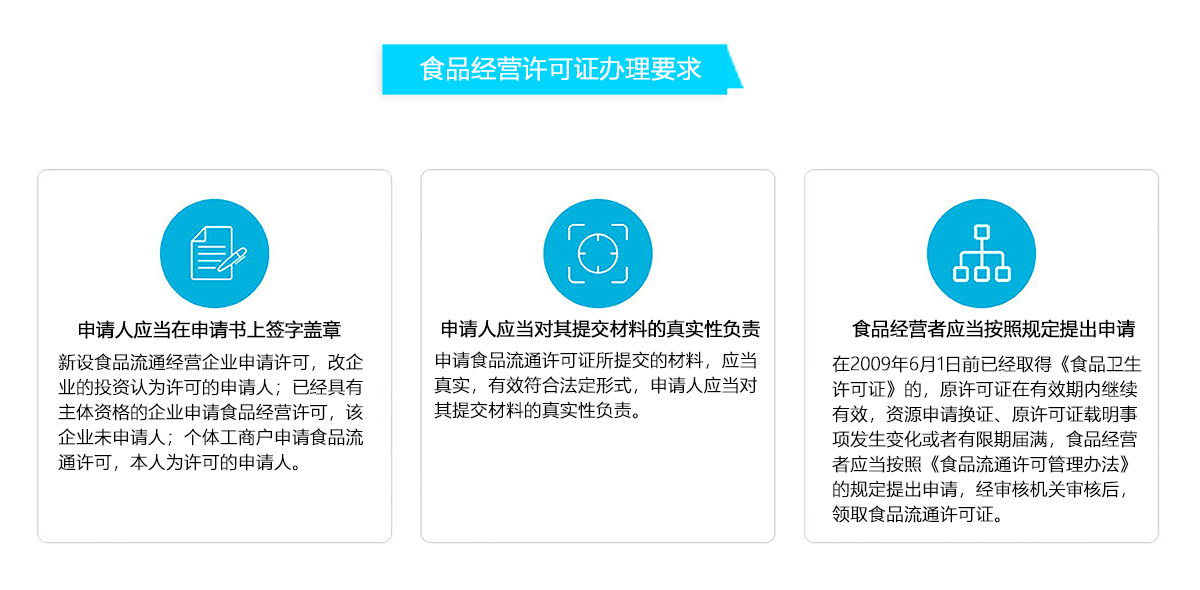 食品经营许可证办理要求
申请人应当在申请书上签字盖章
新设食品流通经营企业申请许可，改企
业的投资认为许可的申请人；已经具有
主体资格的企业申请食品经营许可，该
企业未申请人；个体工商户申请食品流
通许可，本人为许可的申请人。
申请人应当对其提交材料的真实性负责
申请食品流通许可证所提交的材料，应当
真实，有效符合法定形式，申请人应当对
其提交材料的真实性负责。
食品经营者应当按照规定提出申请
在2009年6月1日前已经取得《食品卫生
许可证》的，原许可证在有效期内继续
有效，资源申请换证、原许可证载明事
项发生变化或者有限期届满，食品经营
者应当按照《食品流通许可管理办法》
的规定提出申请，经审核机关审核后，
领取食品流通许可证。